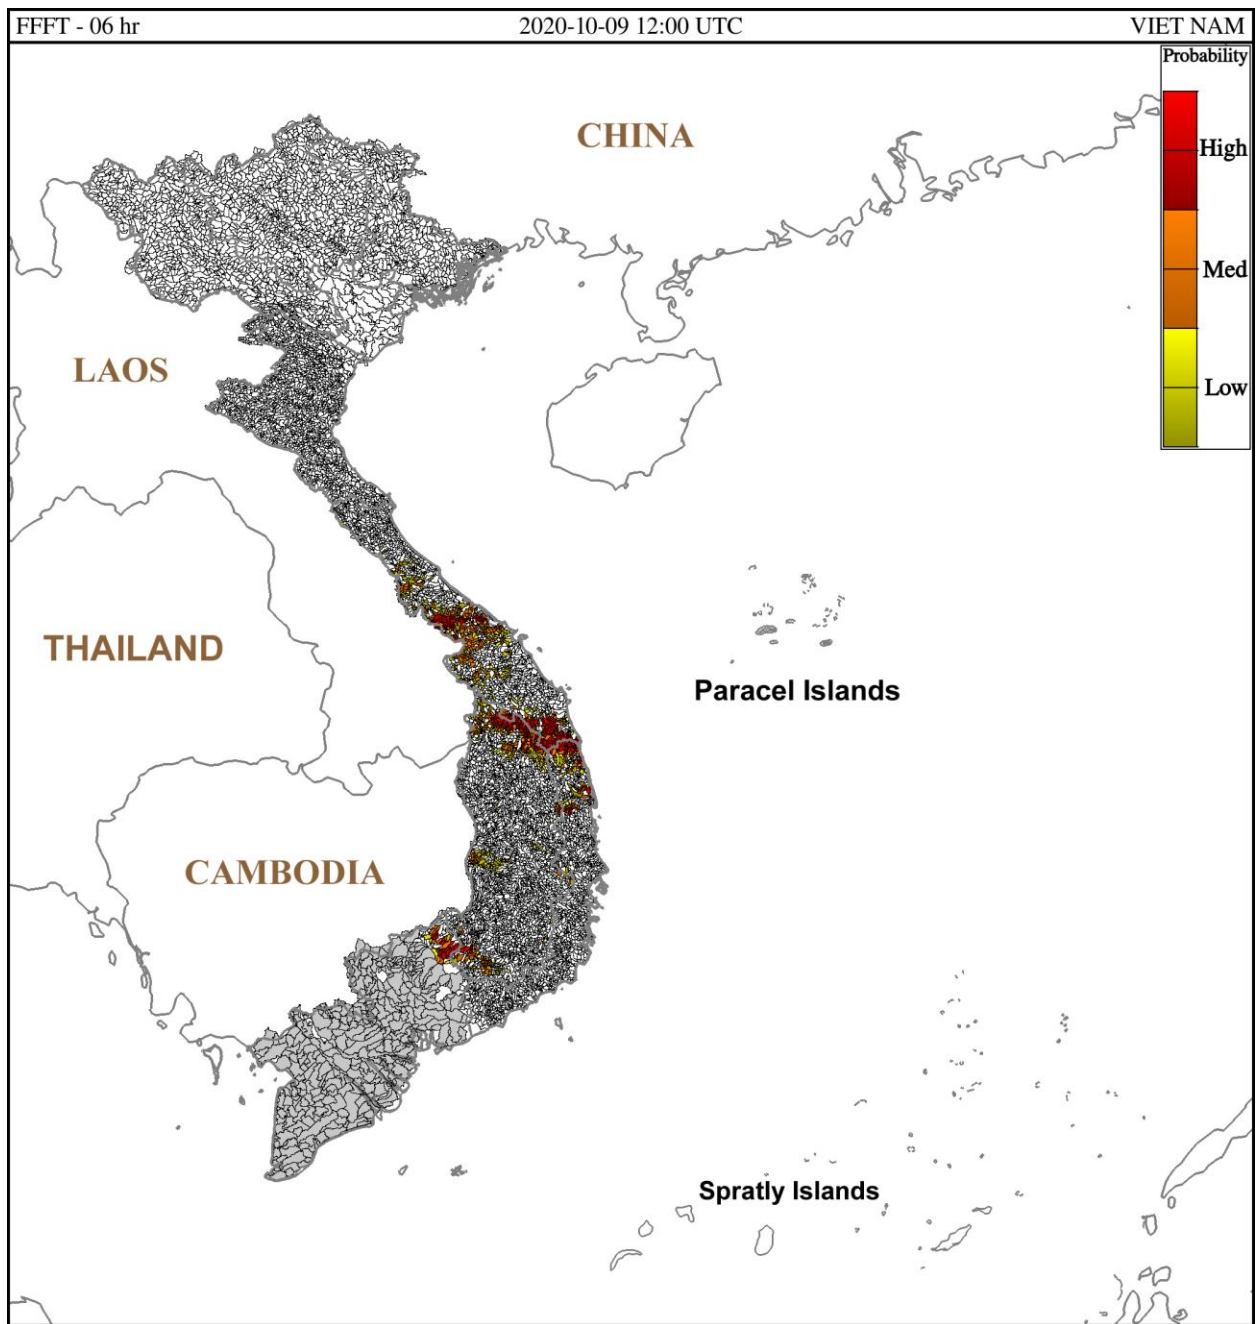 FFFT - 06 hr 2020-10-09 12:00 UTC VIET NAM
Probability
CHINA
High
Med
LAOS
Low
THAILAND
Paracel Islands
CAMBODIA
Spratly Islands